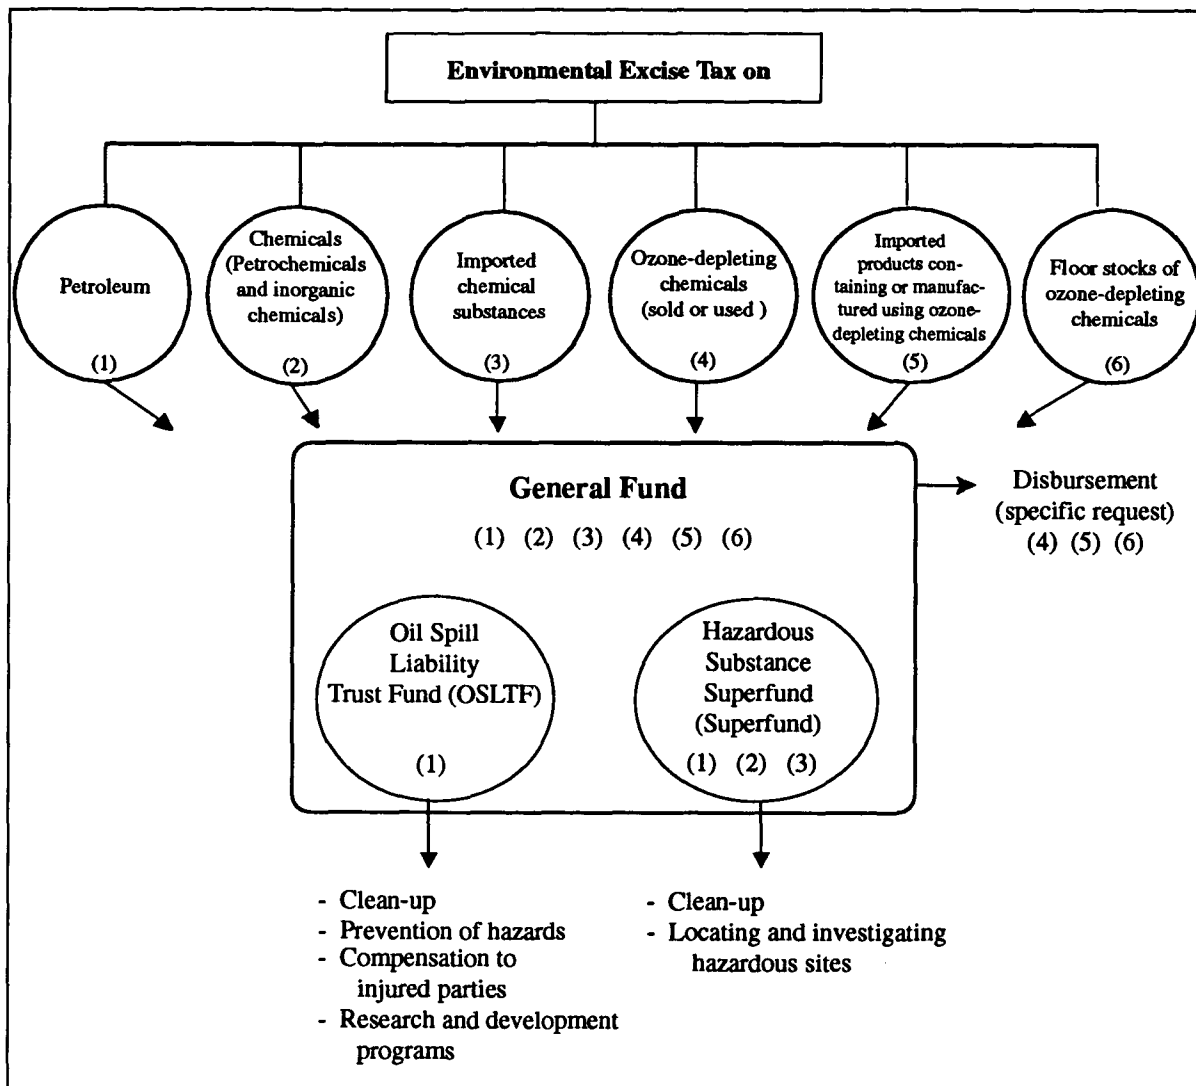 Environmental Excise Tax on
Petroleum
(1)
Chemicals
(Petrochemicals
and inorganic
chemicals)
(2)
Imported
chemical
substances
(3)
Ozone-depleting
chemicals
(sold or used )
(4)
Imported
products con-
taining or manufac-
tured using ozone-
depleting chemicals
(5)
Floor stocks of
ozone-depleting
chemicals
(6)
General Fund
(1) (2) (3) (4) (5) (6)
Disbursement
(specific request)
(4) (5) (6)
Oil Spill
Liability
Trust Fund (OSLTF)
(1)
Hazardous
Substance
Superfund
(Superfund)
(1) (2) (3)
- Clean-up
- Prevention of hazards
- Compensation to
injured parties
- Research and development
programs
- Clean-up
- Locating and investigating
hazardous sites